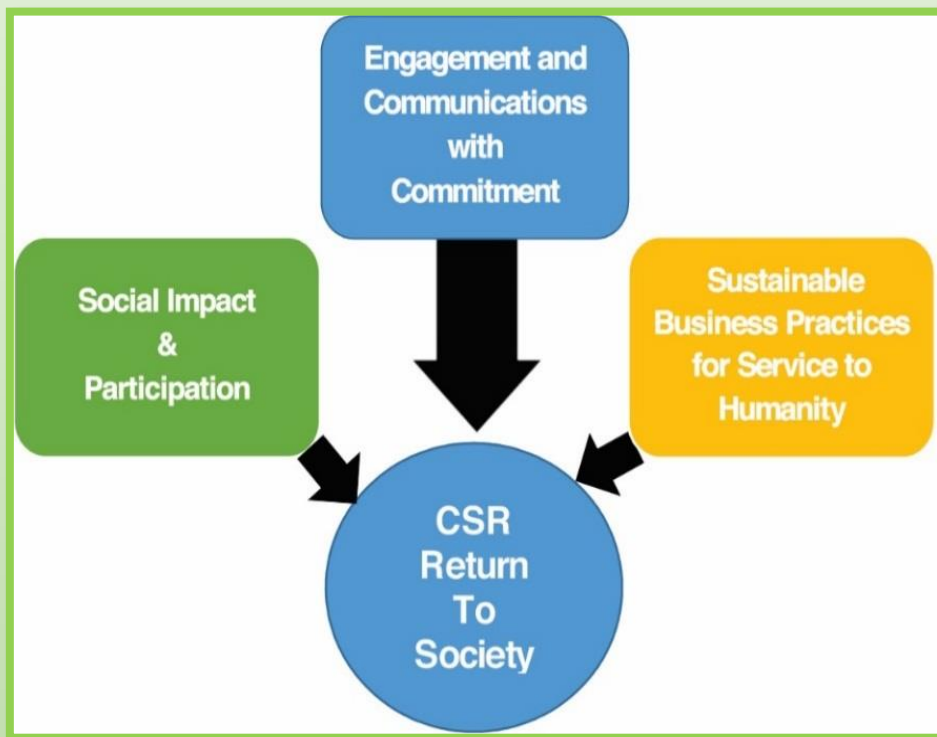 Engagement and
Communications
with
Commitment
Social Impact
&
Participation
Sustainable
Business Practices
for Service to
Humanity
CSR
Return
To
Society